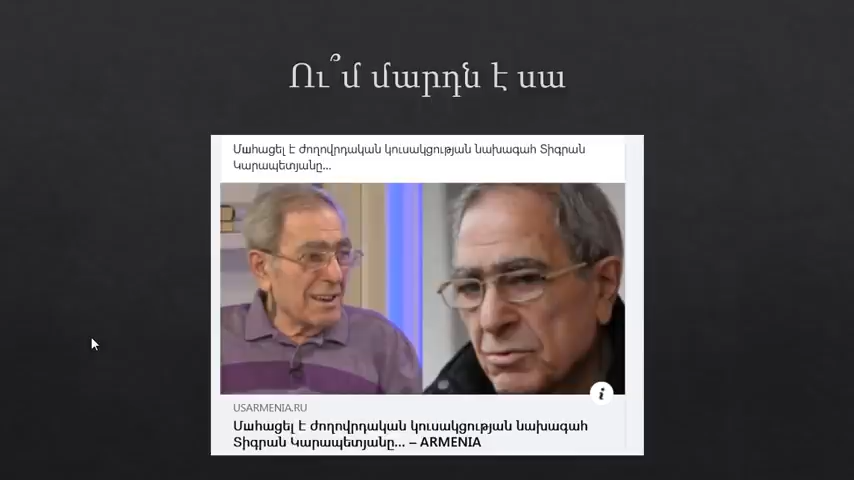 Ու՞մ մարդն է սա
Մահացել է ժողովրդական կուսակցության նախագահ Տիգրան
Կարապետյանը...
USARMENIA.RU
Մահացել է ժողովրդական կուսակցության նախագահ
Տիգրան Կարապետյանը... – ARMENIA